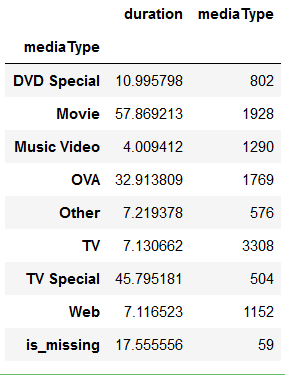 duration mediaType
mediaType
DVD Special 10.995798 802
Movie 57.869213 1928
Music Video 4.009412 1290
OVA 32.913809 1769
Other 7.219378 576
TV 7.130662 3308
TV Special 45.795181 504
Web 7.116523 1152
is_missing 17.555556 59